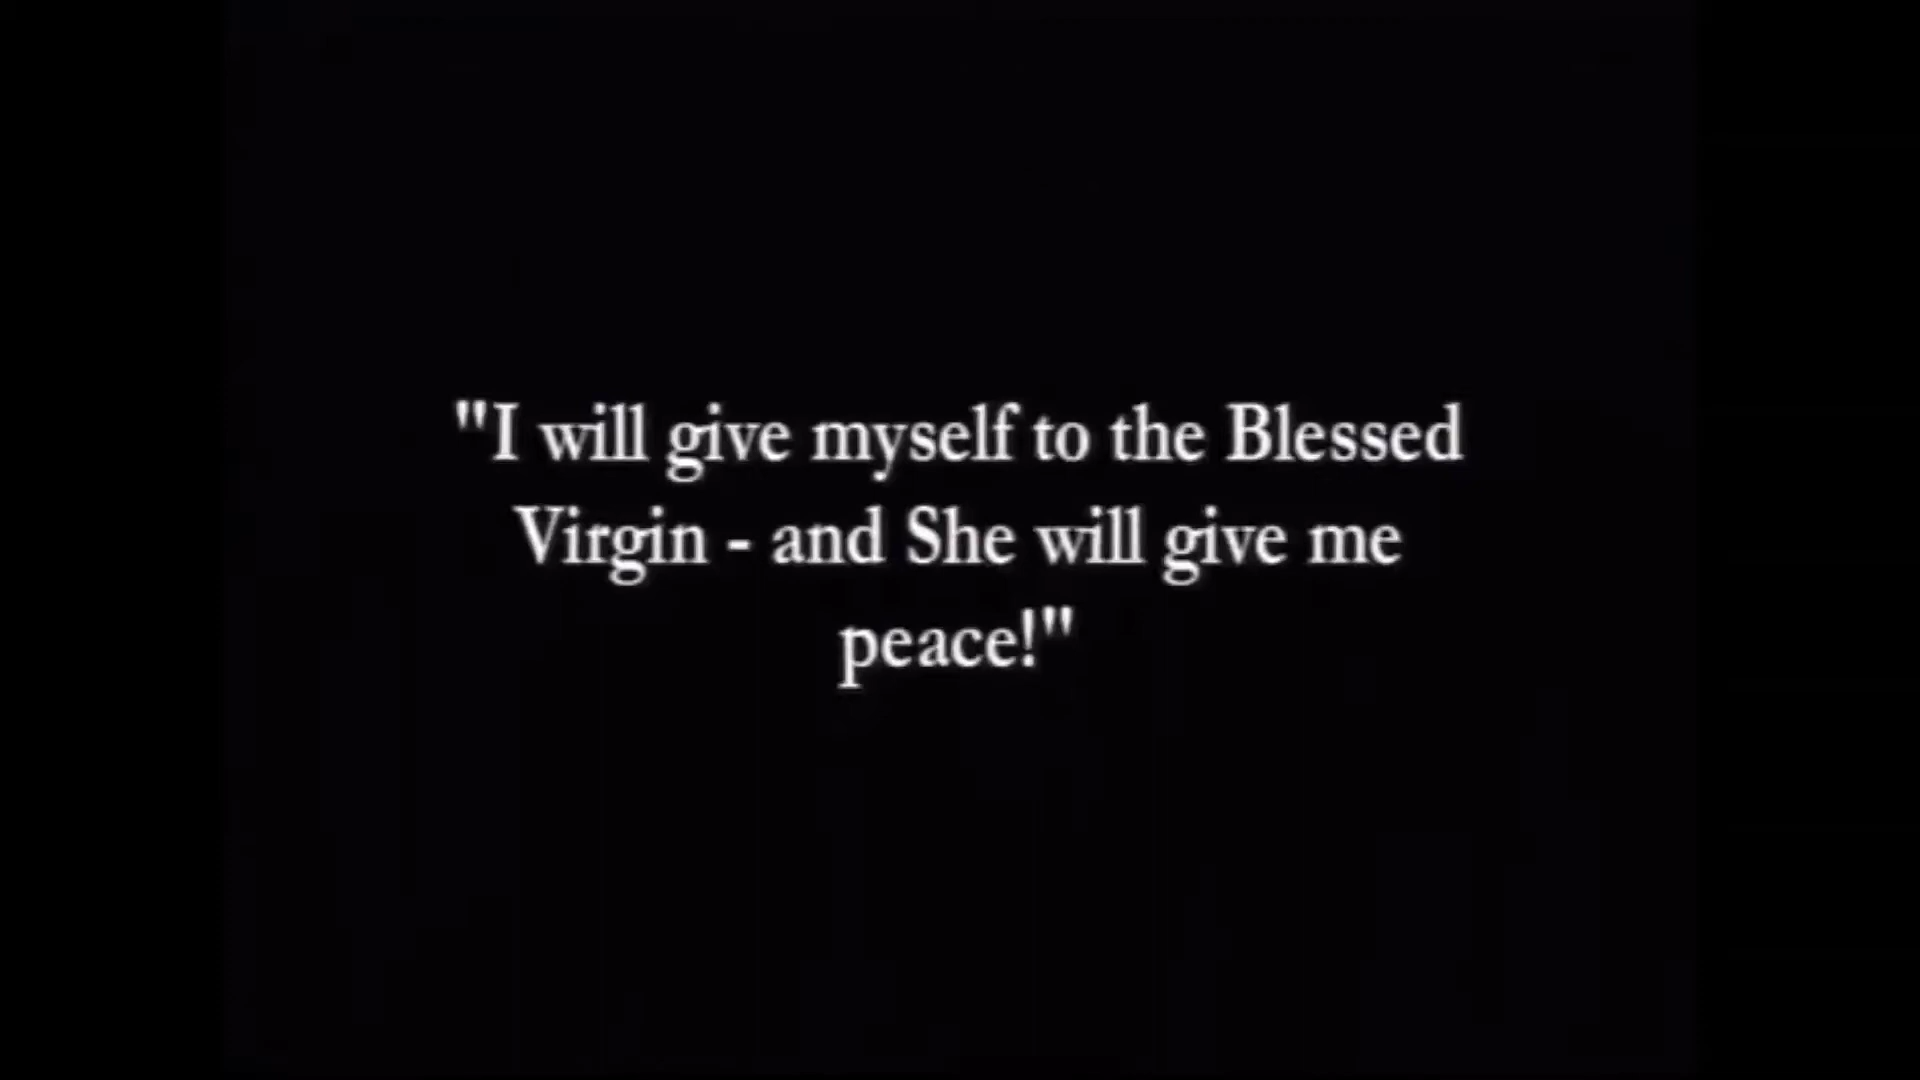 "I will give myself to the Blessed
Virgin - and She will give me
peace!"